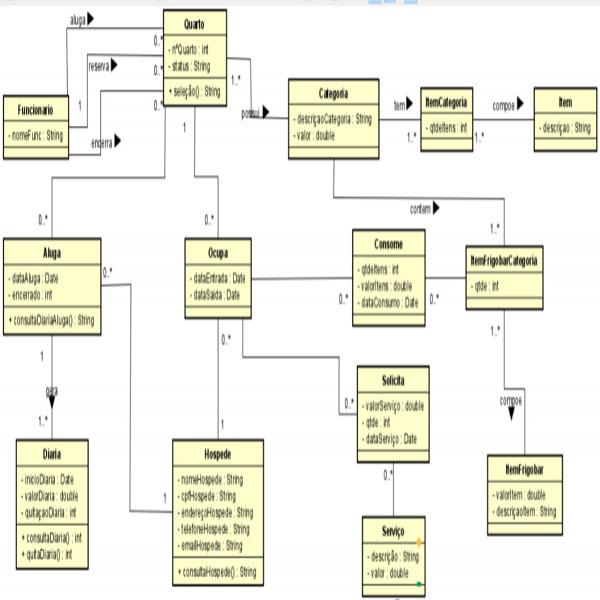 aluga
Quarto
0..*
- nºQuarto : int
- status : String
+ seleção() : String
reserva
0..*
1..*
Funcionario
- nomeFunc : String
1
0..*
encerra
possui
Categoria
- descriçaoCategoria : String
- valor : double
tem
1..*
ItemCategoria
- qtdeItens : int
compoe
1..*
Item
- descriçao : String
1
contem
1..*
0..*
0..*
Aluga
- dataAluga : Date
- encerrado : int
+ consultaDiariaAluga() : String
0..*
Ocupa
- dataEntrada : Date
- dataSaida : Date
0..*
Consome
- qtdeItens : int
- valorItens : double
- dataConsumo : Date
0..*
0..*
ItemFrigobarCategoria
- qtde : int
1..*
1
para
1..*
Solicita
- valorServiço : double
- qtde : int
- dataServiço : Date
0..*
0..*
compoe
Diaria
- inicioDiaria : Date
- valorDiaria : double
- quitaçaoDiaria : int
+ consultaDiaria() : int
+ quitaDiaria() : int
1
1
Hospede
- nomeHospede : String
- cpfHospede : String
- endereçoHospede : String
- telefoneHospede : String
- emailHospede : String
+ consultaHospede() : String
ItemFrigobar
- valorItem : double
- descriçaoItem : String
Serviço
- descrição : String
- valor : double